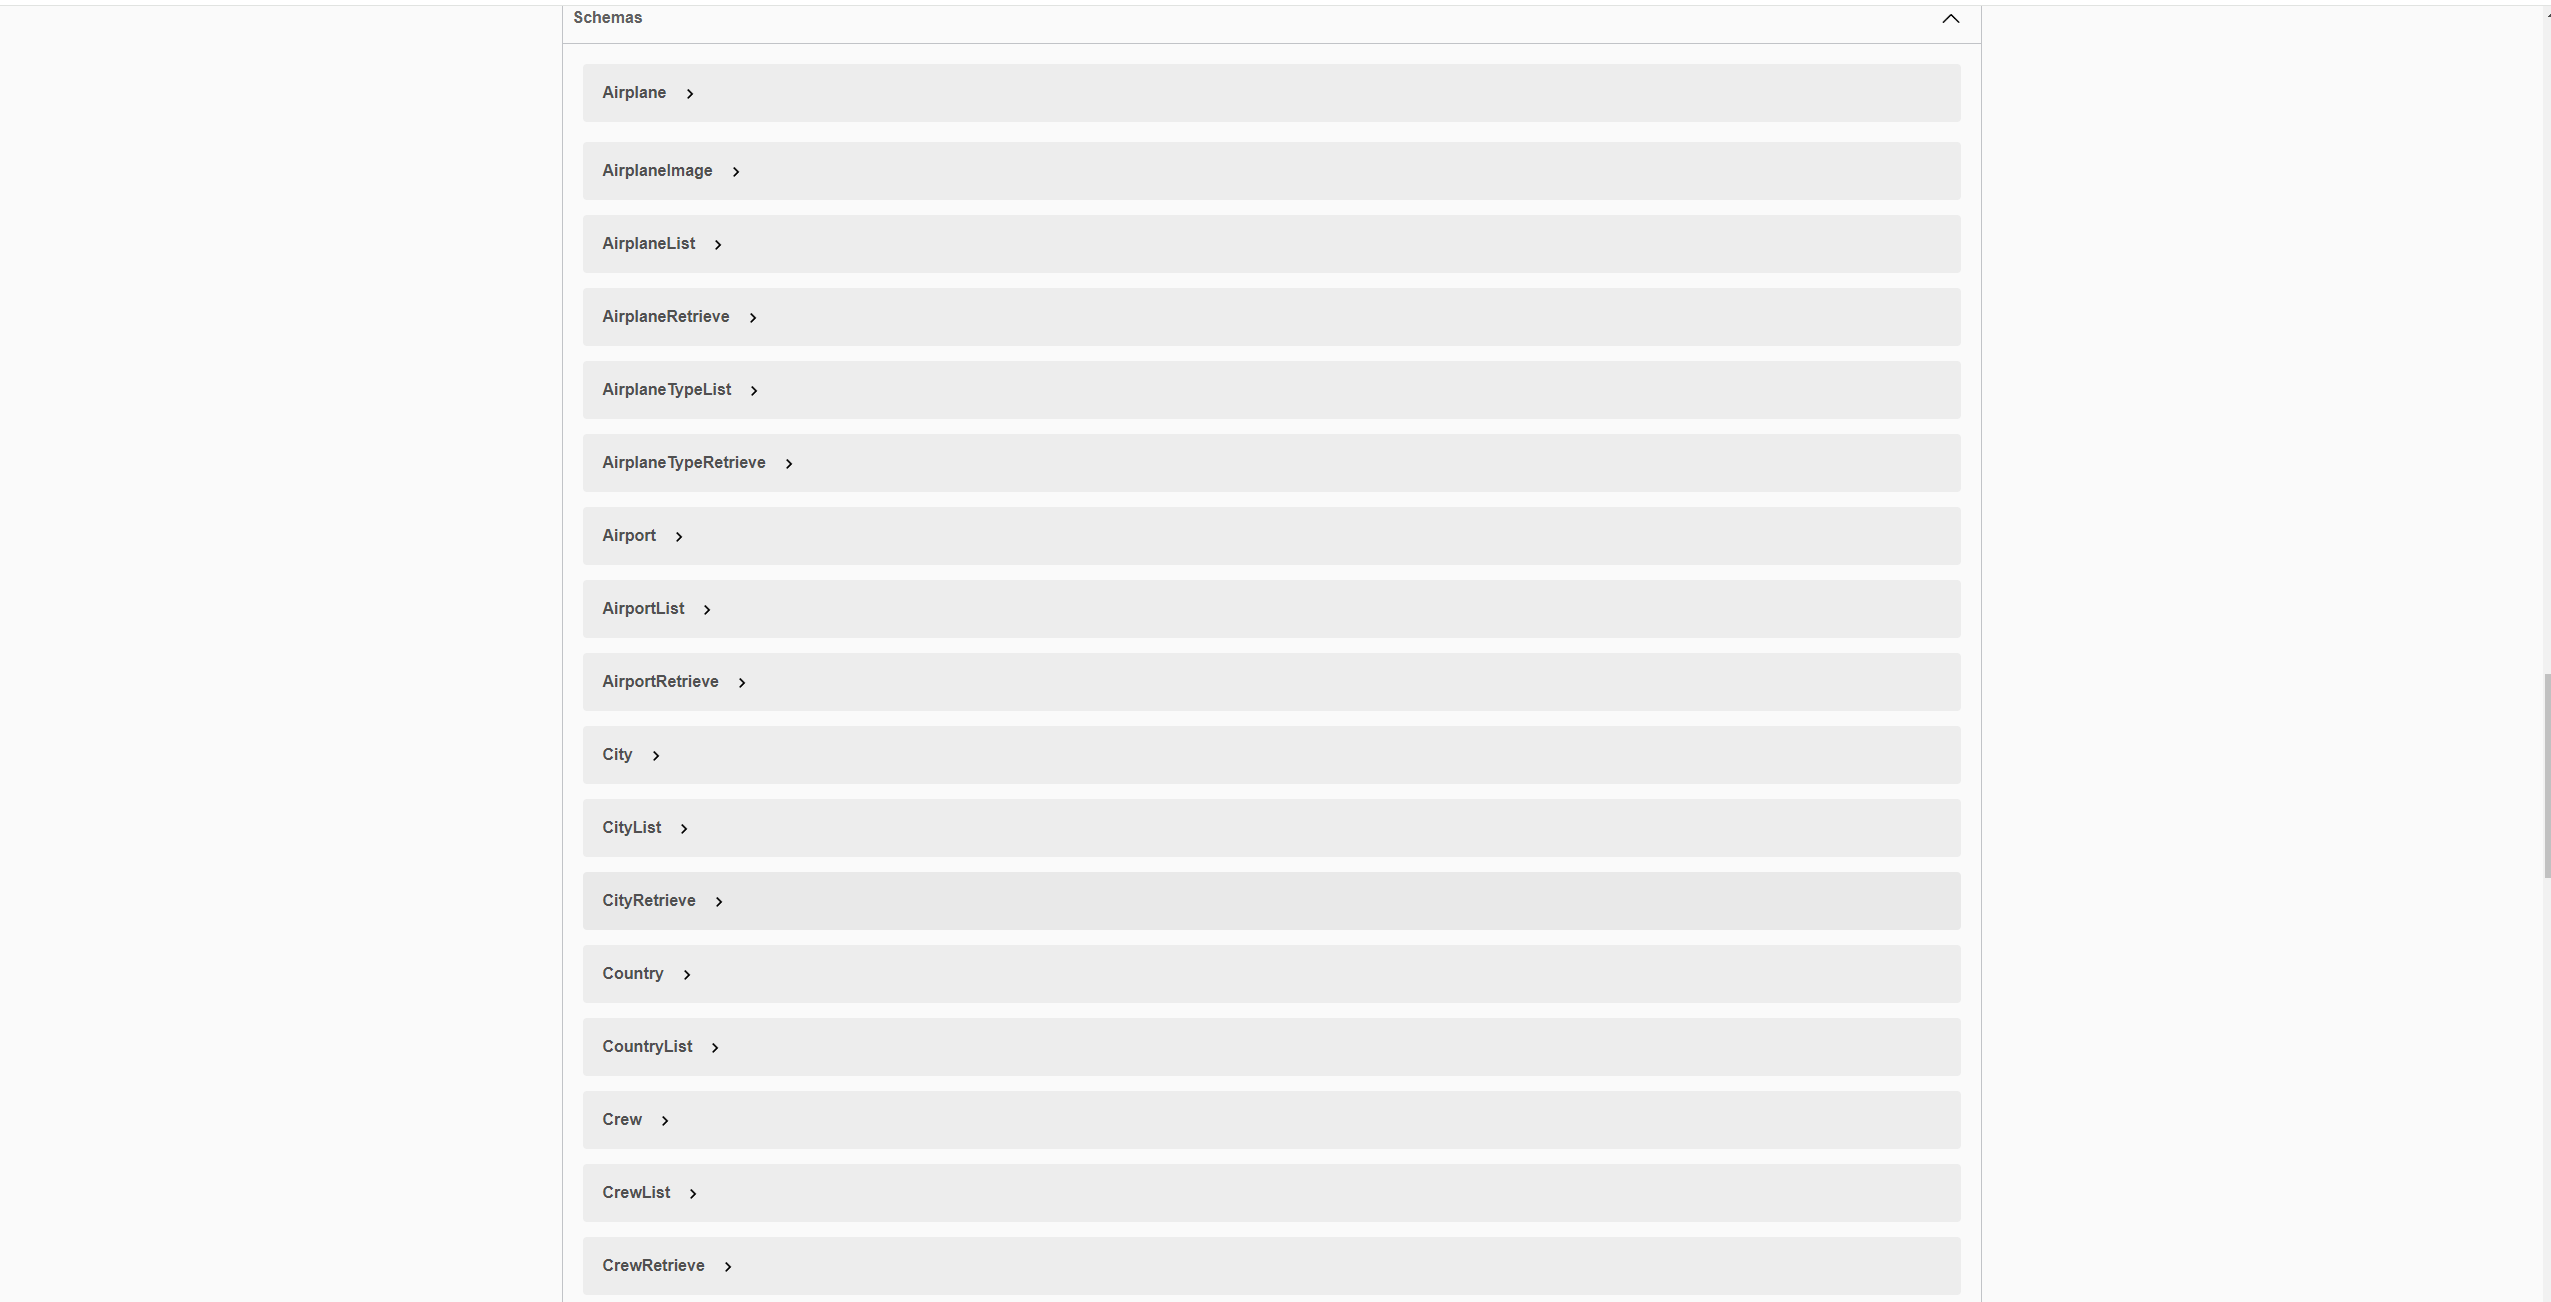 Schemas
Airplane
AirplaneImage
AirplaneList
AirplaneRetrieve
AirplaneTypeList
AirplaneTypeRetrieve
Airport
AirportList
AirportRetrieve
City
CityList
CityRetrieve
Country
CountryList
Crew
CrewList
CrewRetrieve